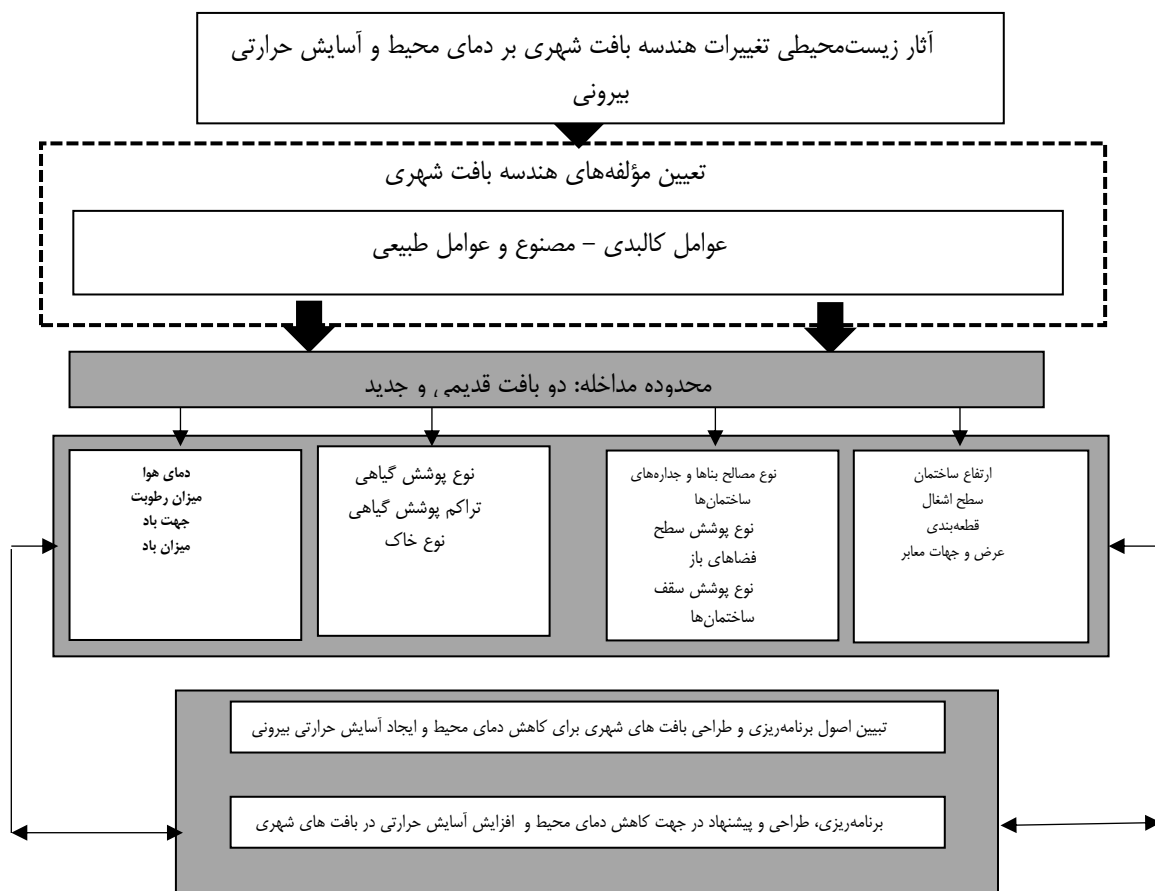 آثار زیست‌محیطی تغییرات هندسه بافت شهری بر دمای محیط و آسایش حرارتی
بیرونی
تعیین مؤلفه‌های هندسه بافت شهری
عوامل کالبدی – مصنوع و عوامل طبیعی
محدوده مداخله: دو بافت قدیمی و جدید
ارتفاع ساختمان
سطح اشغال
قطعه‌بندی
عرض و جهات معابر
نوع مصالح بناها و جداره‌های
ساختمان‌ها
نوع پوشش سطح
فضاهای باز
نوع پوشش سقف
ساختمان‌ها
نوع پوشش گیاهی
تراکم پوشش گیاهی
نوع خاک
دمای هوا
میزان رطوبت
جهت باد
میزان باد
تبیین اصول برنامه‌ریزی و طراحی بافت های شهری برای کاهش دمای محیط و ایجاد آسایش حرارتی بیرونی
برنامه‌ریزی، طراحی و پیشنهاد در جهت کاهش دمای محیط و افزایش آسایش حرارتی در بافت های شهری